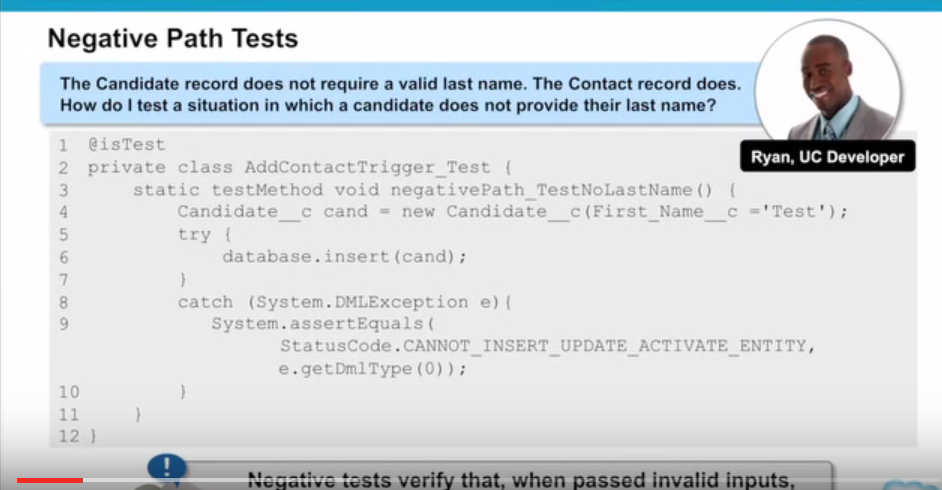 Negative Path Tests
The Candidate record does not require a valid last name. The Contact record does.
How do I test a situation in which a candidate does not provide their last name?
Ryan, UC Developer
1 @isTest
2 private class AddContactTrigger_Test {
3 static testMethod void negativePath_TestNoLastName() {
4 Candidate__c cand = new Candidate__c(First_Name__c ='Test');
5 try {
6 database.insert(cand);
7 }
8 catch (System.DMLException e){
9 System.assertEquals(
StatusCode.CANNOT_INSERT_UPDATE_ACTIVATE_ENTITY,
e.getDmlType(0));
10 }
11 }
12 }
!
Negative tests verify that, when passed invalid inputs,